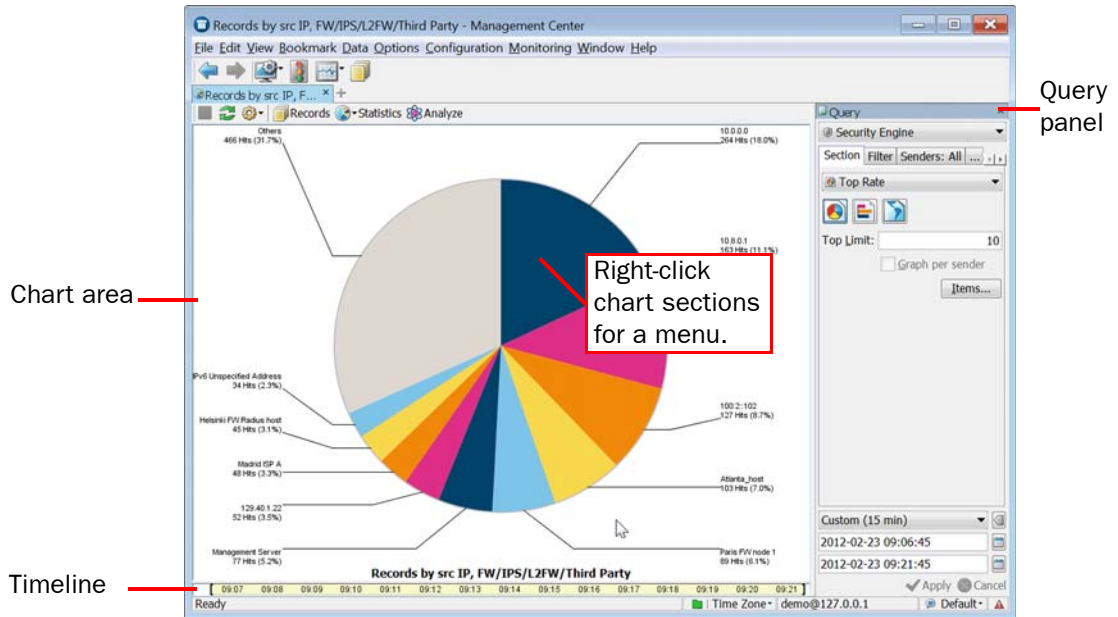 Records by src IP, FW/IPS/L2FW/Third Party - Management Center
File Edit View Bookmark Data Options Configuration Monitoring Window Help
Records by src IP, F... × +
Records Statistics Analyze
Query
Query
panel
Security Engine
Section Filter Senders: All ...
Top Rate
Top Limit: 10
Graph per sender
Items...
Others
466 Hits (31.7%)
10.0.0.0
264 Hits (18.0%)
10.8.0.1
163 Hits (11.1%)
Right-click
chart sections
for a menu.
Chart area
IPv6 Unspecified Address
34 Hits (2.3%)
Helsinki FW Radius host
45 Hits (3.1%)
100.2::102
127 Hits (8.7%)
Madrid ISP A
48 Hits (3.3%)
Atlanta_host
103 Hits (7.0%)
129.40.1.22
52 Hits (3.5%)
Management Server
77 Hits (5.2%)
Paris FW node 1
89 Hits (6.1%)
Custom (15 min)
2012-02-23 09:06:45
2012-02-23 09:21:45
Apply Cancel
Records by src IP, FW/IPS/L2FW/Third Party
Timeline
09:07 09:08 09:09 09:10 09:11 09:12 09:13 09:14 09:15 09:16 09:17 09:18 09:19 09:20 09:21
Ready
Time Zone demo@127.0.0.1 Default